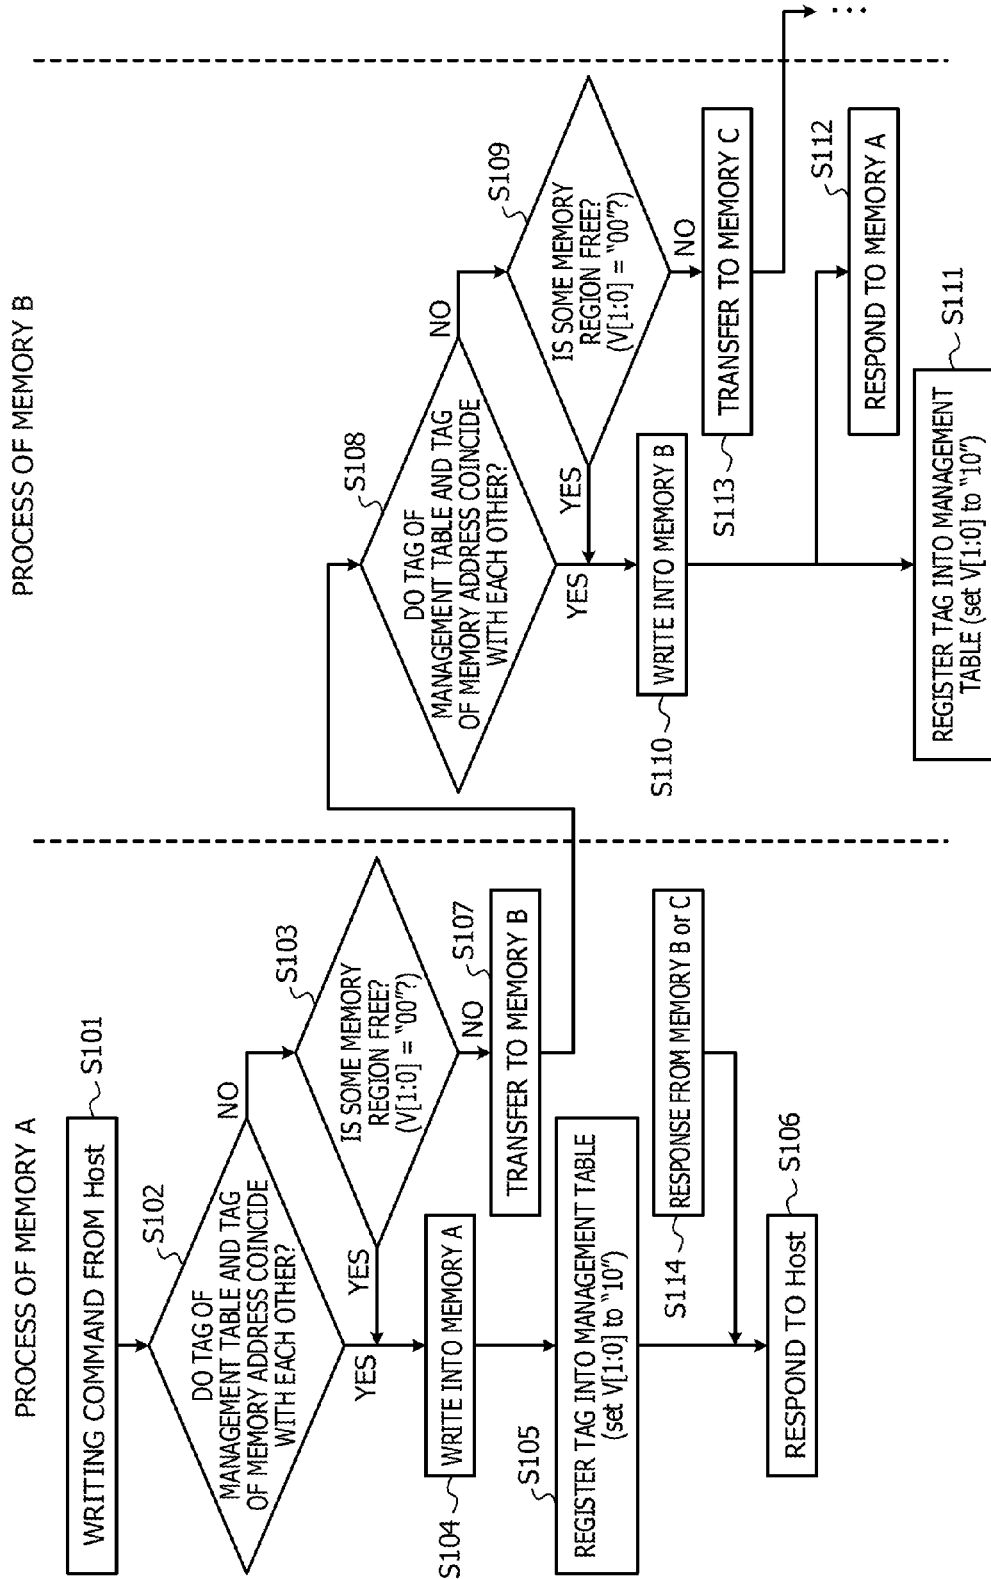 PROCESS OF MEMORY A
WRITING COMMAND FROM Host
S101
DO TAG OF
MANAGEMENT TABLE AND TAG
OF MEMORY ADDRESS COINCIDE
WITH EACH OTHER?
S102
NO
YES
IS SOME MEMORY
REGION FREE?
(V[1:0] = “00”?)
S103
YES
NO
WRITE INTO MEMORY A
S104
TRANSFER TO MEMORY B
S107
REGISTER TAG INTO MANAGEMENT TABLE
(set V[1:0] to “10”)
S105
RESPONSE FROM MEMORY B or C
S114
RESPOND TO Host
S106
PROCESS OF MEMORY B
DO TAG OF
MANAGEMENT TABLE AND TAG
OF MEMORY ADDRESS COINCIDE
WITH EACH OTHER?
S108
NO
YES
IS SOME MEMORY
REGION FREE?
(V[1:0] = “00”?)
S109
YES
NO
WRITE INTO MEMORY B
S110
TRANSFER TO MEMORY C
S113
RESPOND TO MEMORY A
S112
REGISTER TAG INTO MANAGEMENT
TABLE (set V[1:0] to “10”)
S111
...